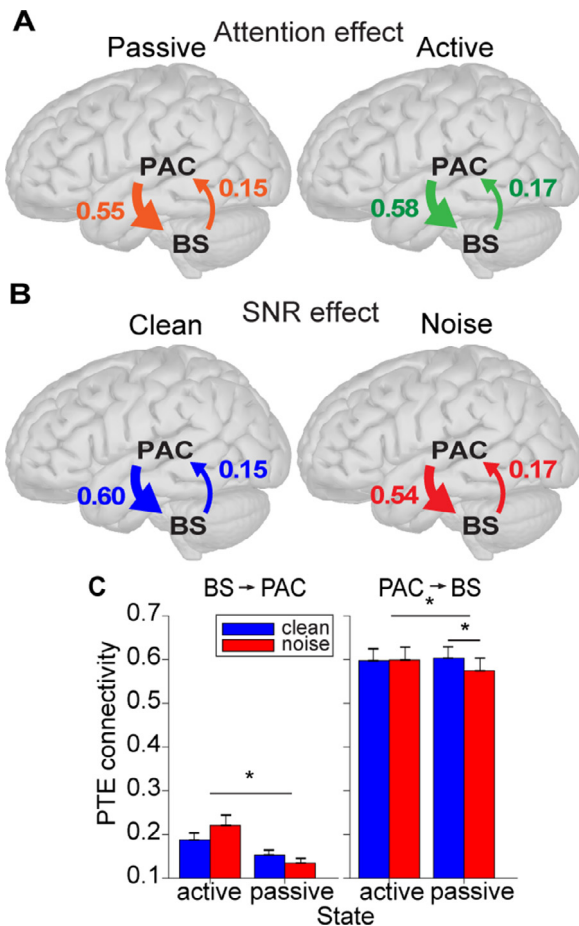 A
Attention effect
Passive
Active
PAC
0.55
0.15
BS
PAC
0.58
0.17
BS
B
SNR effect
Clean
Noise
PAC
0.60
0.15
BS
PAC
0.54
0.17
BS
C
BS → PAC
PAC → BS
*
*
*
clean
noise
PTE connectivity
0.7
0.6
0.5
0.4
0.3
0.2
0.1
active
passive
active
passive
State